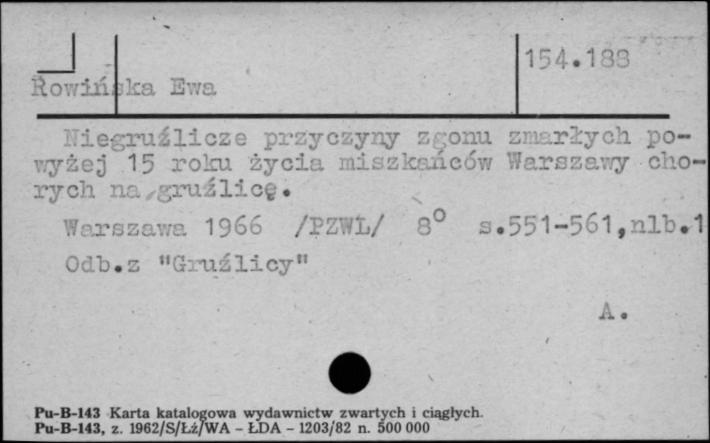 154.188
Rowińska Ewa
Niegruźlicze przyczyny zgonu zmarłych po-
wyżej 15 roku życia miszkańców Warszawy cho-
rych na gruźlicę.
Warszawa 1966 /PZWL/ 8° s.551-561,nlb.1
Odb.z "Gruźlicy"
A.
Pu-B-143 Karta katalogowa wydawnictw zwartych i ciągłych.
Pu-B-143, z. 1962/S/Łź/WA - ŁDA - 1203/82 n. 500 000